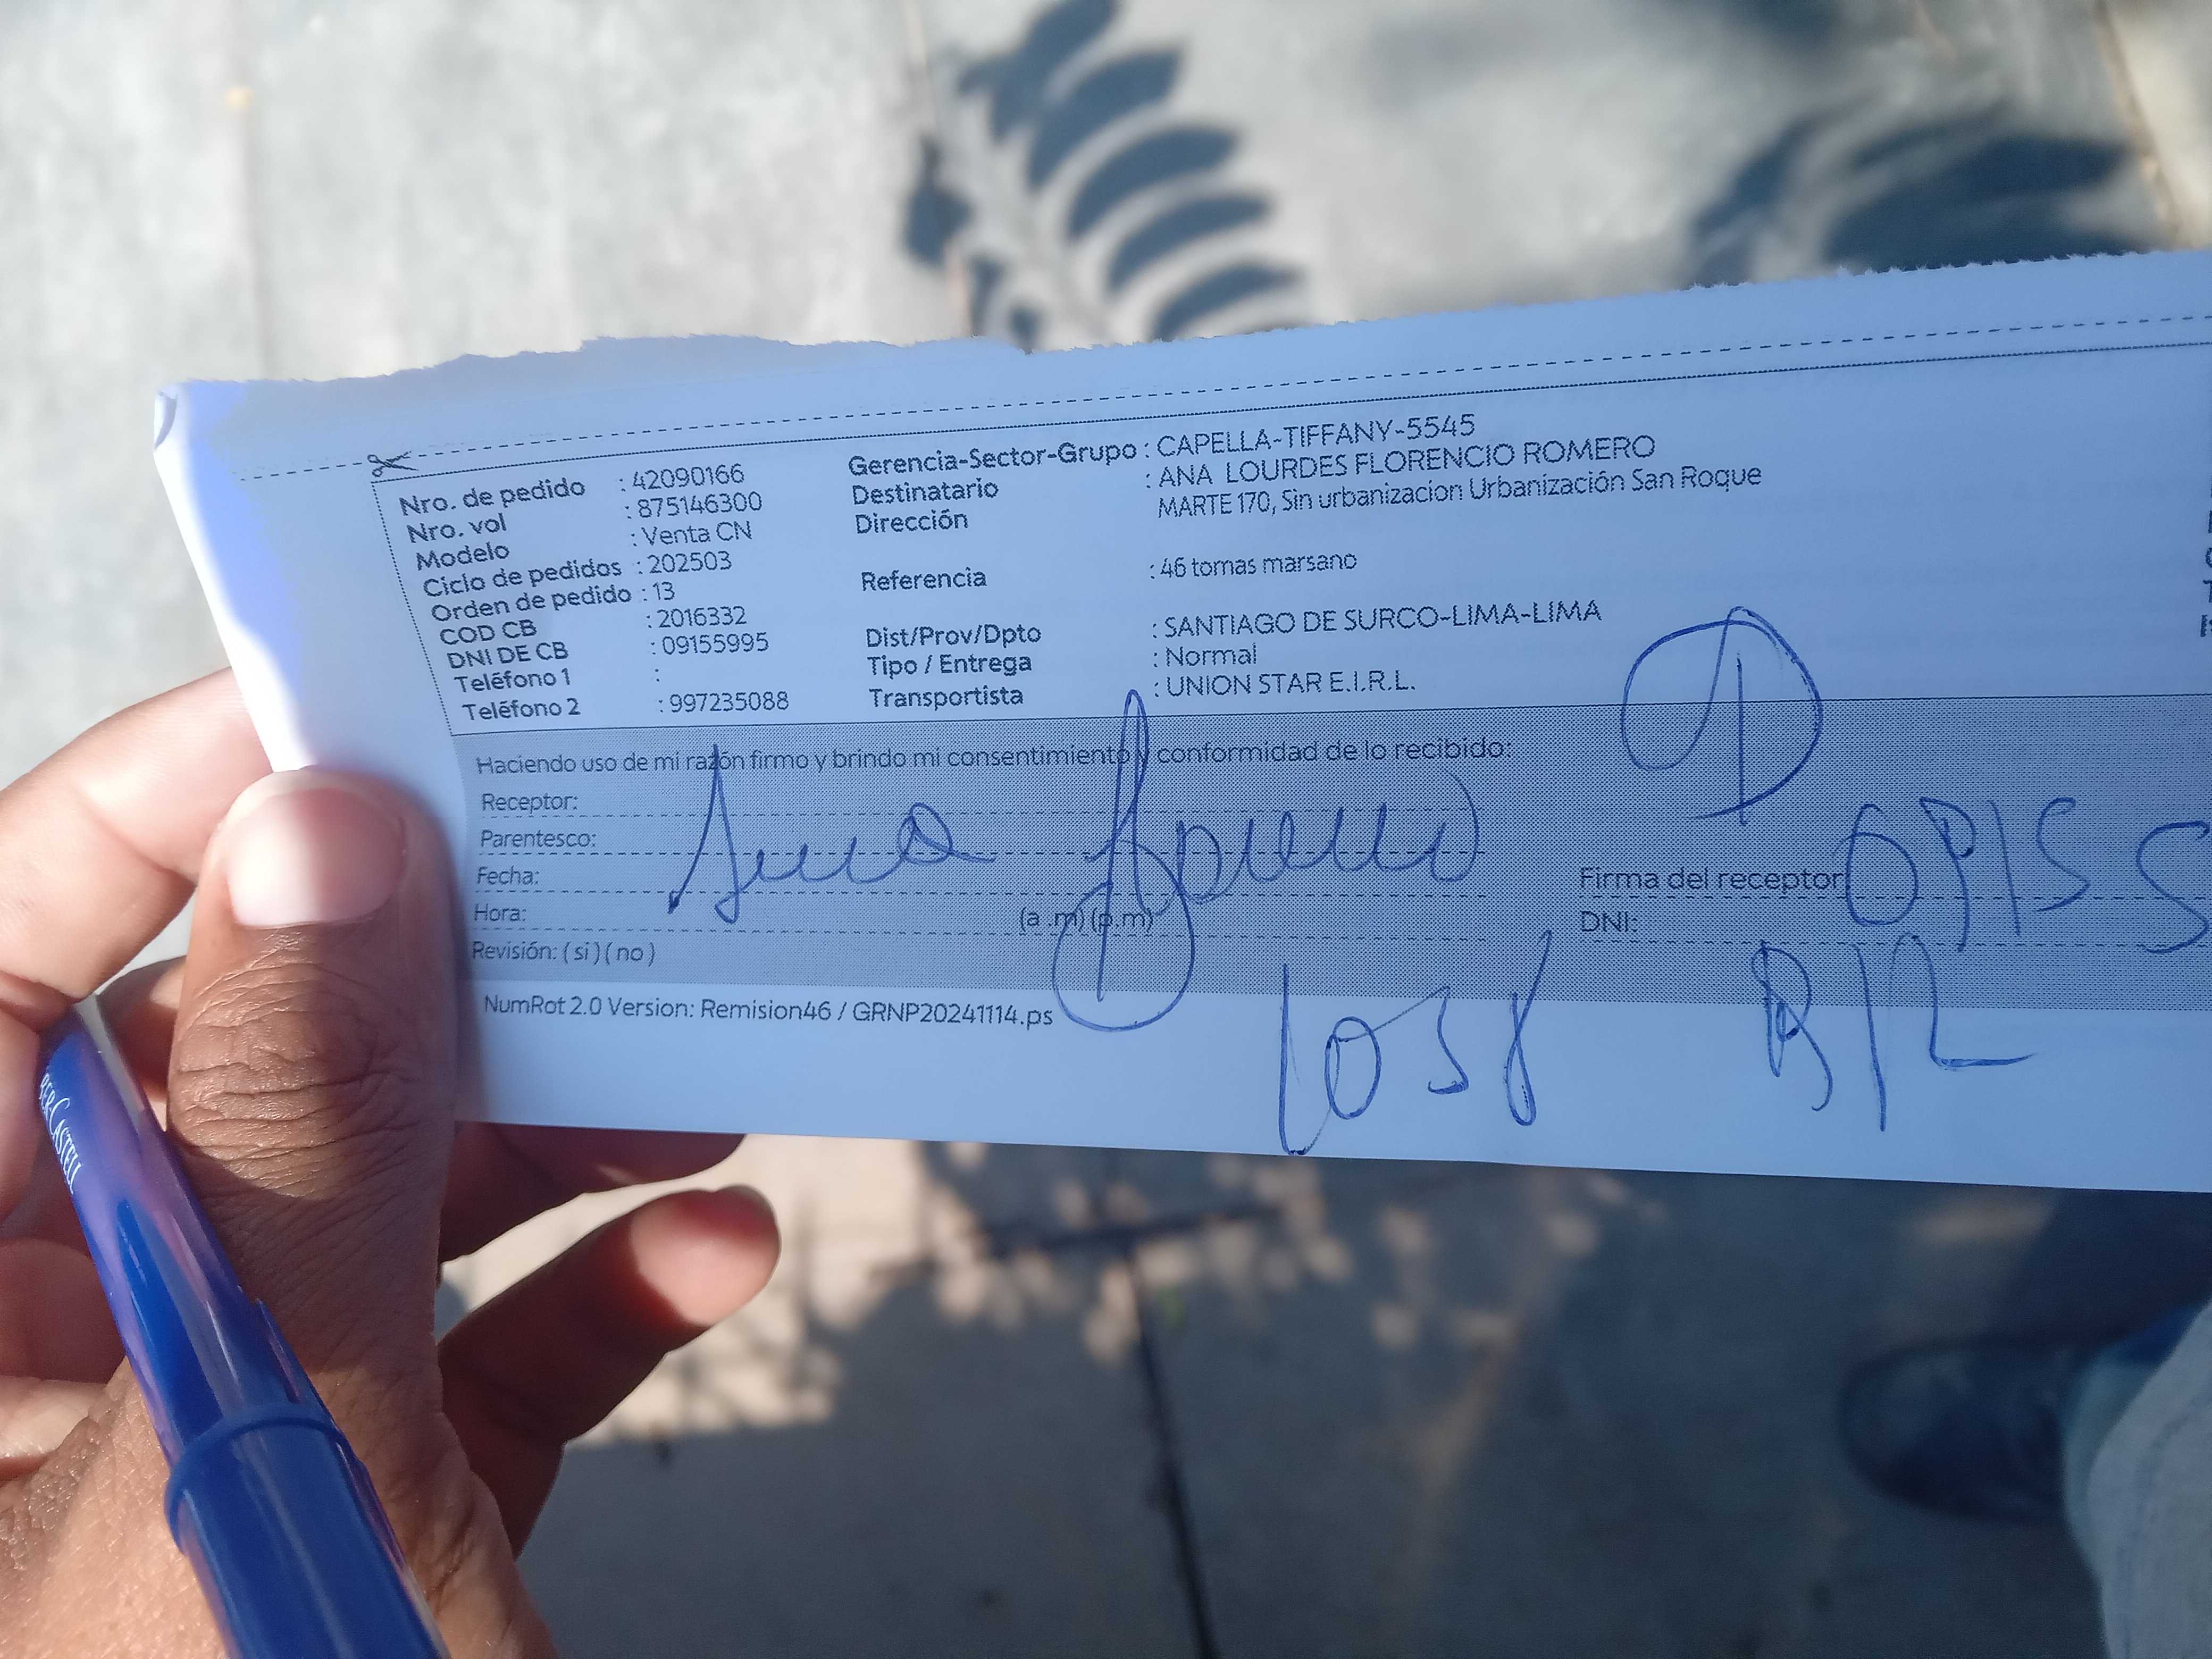 Nro. de pedido : 42090166
Nro. vol : 875146300
Modelo : Venta CN
Ciclo de pedidos : 202503
Orden de pedido : 13
COD CB : 2016332
DNI DE CB : 09155995
Teléfono 1 :
Teléfono 2 : 997235088
Gerencia-Sector-Grupo : CAPELLA-TIFFANY-5545
Destinatario : ANA LOURDES FLORENCIO ROMERO
Dirección MARTE 170, Sin urbanizacion Urbanización San Roque
Referencia : 46 tomas marsano
Dist/Prov/Dpto : SANTIAGO DE SURCO-LIMA-LIMA
Tipo / Entrega : Normal
Transportista : UNION STAR E.I.R.L.
Haciendo uso de mi razón firmo y brindo mi consentimiento y conformidad de lo recibido:
Receptor:
Parentesco:
Fecha:
Hora: (a .m) (p.m)
Revisión: ( si ) ( no )
Firma del receptor
DNI:
NumRot 2.0 Version: Remision46 / GRNP20241114.ps